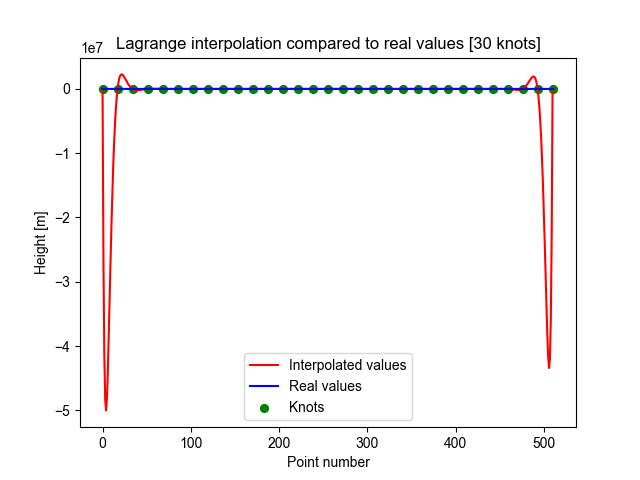 Lagrange interpolation compared to real values [30 knots]
1e7
0
−1
−2
−3
−4
−5
Height [m]
Interpolated values
Real values
Knots
0 100 200 300 400 500
Point number